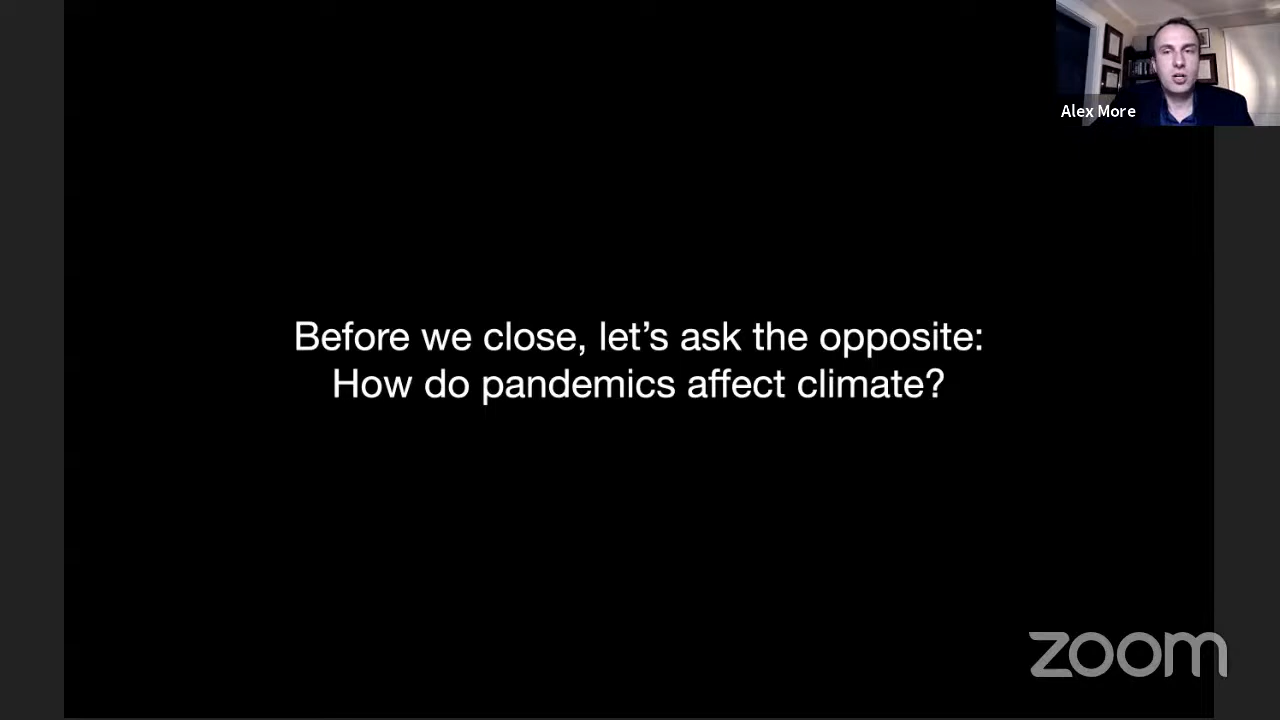 Alex More
Before we close, let’s ask the opposite:
How do pandemics affect climate?
zoom